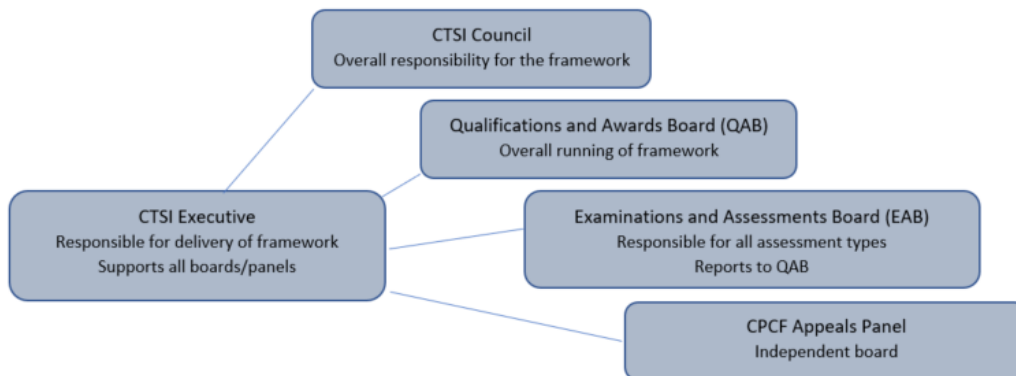 CTSI Council
Overall responsibility for the framework
Qualifications and Awards Board (QAB)
Overall running of framework
CTSI Executive
Responsible for delivery of framework
Supports all boards/panels
Examinations and Assessments Board (EAB)
Responsible for all assessment types
Reports to QAB
CPCF Appeals Panel
Independent board